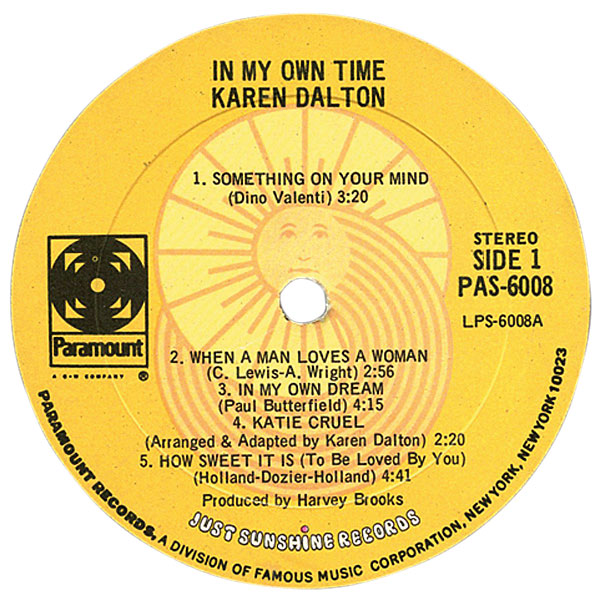 IN MY OWN TIME
KAREN DALTON
1. SOMETHING ON YOUR MIND
(Dino Valenti) 3:20
STEREO
SIDE 1
PAS-6008
LPS-6008A
Paramount
A G+W COMPANY ®
2. WHEN A MAN LOVES A WOMAN
(C. Lewis-A. Wright) 2:56
3. IN MY OWN DREAM
(Paul Butterfield) 4:15
4. KATIE CRUEL
(Arranged & Adapted by Karen Dalton) 2:20
5. HOW SWEET IT IS (To Be Loved By You)
(Holland-Dozier-Holland) 4:41
Produced by Harvey Brooks
JUST SUNSHINE RECORDS
PARAMOUNT RECORDS, A DIVISION OF FAMOUS MUSIC CORPORATION, NEW YORK, NEW YORK 10023